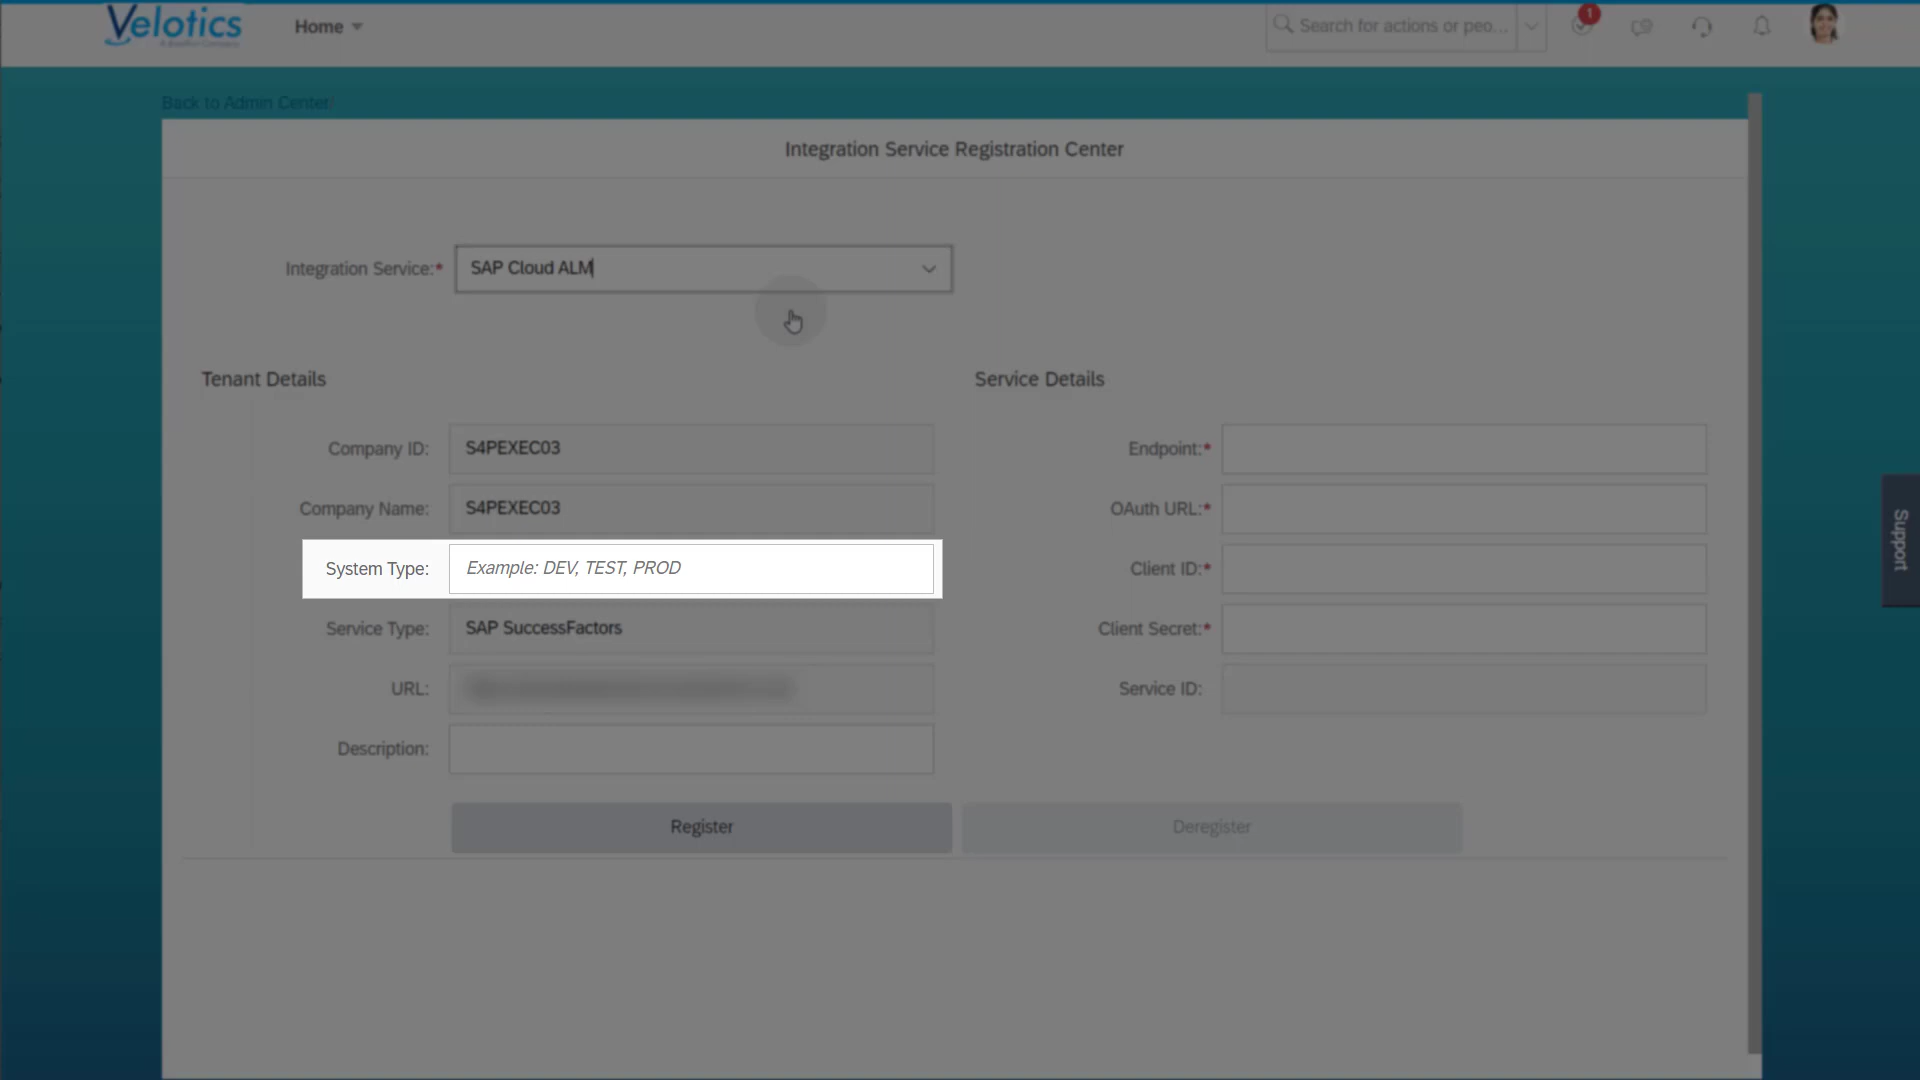 Velotics
Home
Search for actions or peo...
1
Back to Admin Center
Integration Service Registration Center
Integration Service:* SAP Cloud ALM
Tenant Details
Company ID: S4PEXEC03
Company Name: S4PEXEC03
System Type: Example: DEV, TEST, PROD
Service Type: SAP SuccessFactors
URL:
Description:
Service Details
Endpoint:*
OAuth URL:*
Client ID:*
Client Secret:*
Service ID:
Register
Deregister
Support